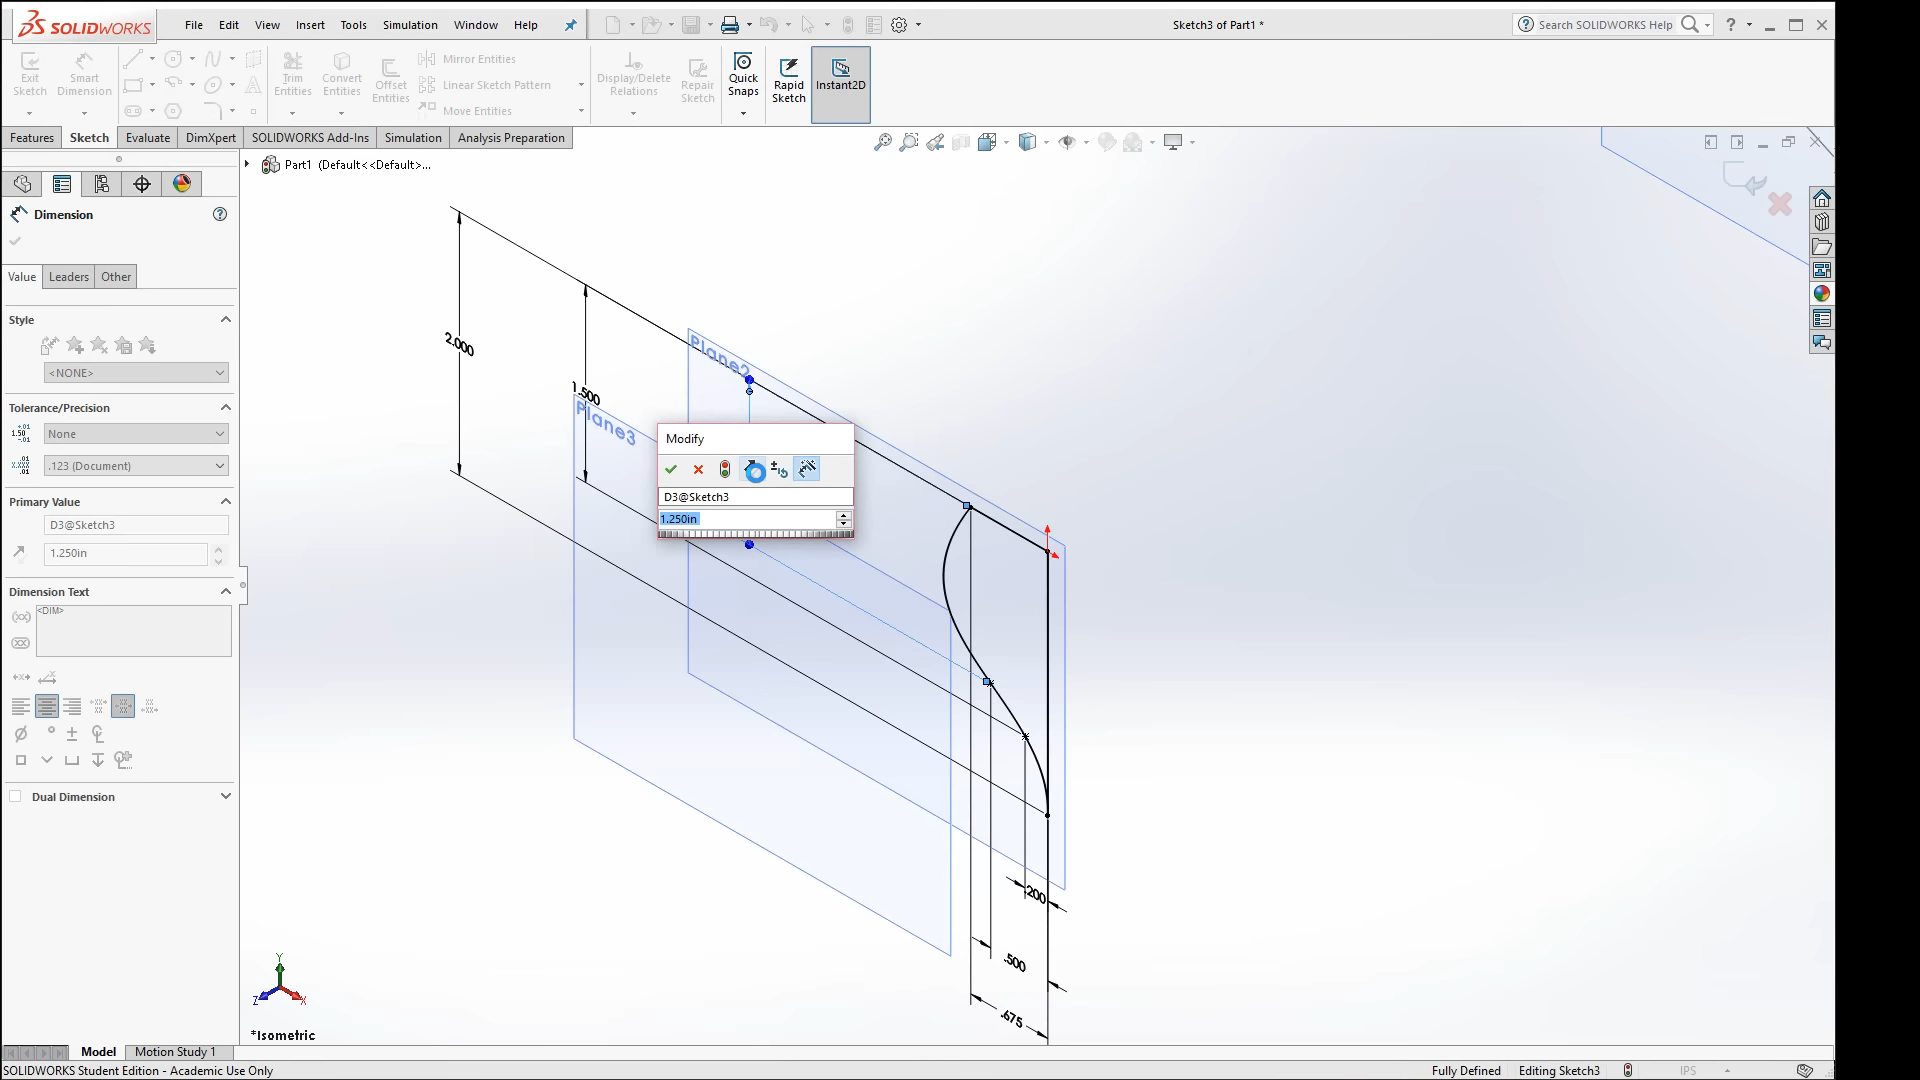 SOLIDWORKS
File Edit View Insert Tools Simulation Window Help
Sketch3 of Part1 *
Search SOLIDWORKS Help
Exit Sketch
Smart Dimension
Trim Entities
Convert Entities
Offset Entities
Mirror Entities
Linear Sketch Pattern
Move Entities
Display/Delete Relations
Repair Sketch
Quick Snaps
Rapid Sketch
Instant2D
Features Sketch Evaluate DimXpert SOLIDWORKS Add-Ins Simulation Analysis Preparation
Part1 (Default<<Default>...
Dimension
Value Leaders Other
Style
<NONE>
Tolerance/Precision
None
.123 (Document)
Primary Value
D3@Sketch3
1.250in
Dimension Text
<DIM>
Dual Dimension
2.000
1.500
Plane2
Plane3
Modify
D3@Sketch3
1.250in
.200
.500
.675
Y
Z
X
*Isometric
Model Motion Study 1
SOLIDWORKS Student Edition - Academic Use Only
Fully Defined Editing Sketch3 IPS